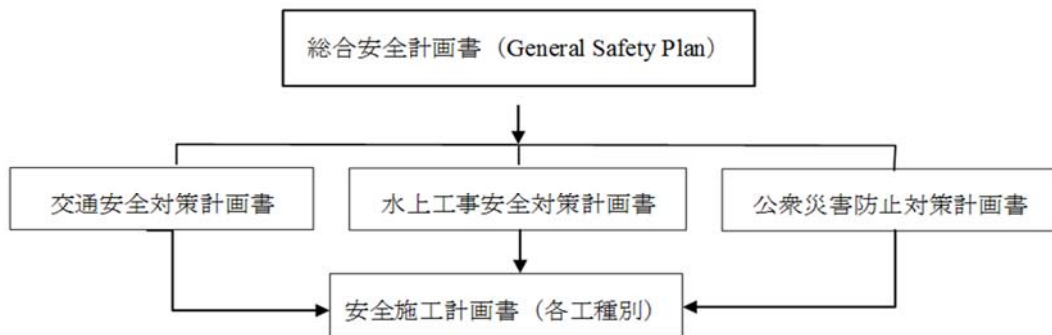 総合安全計画書（General Safety Plan）
交通安全対策計画書
水上工事安全対策計画書
公衆災害防止対策計画書
安全施工計画書（各工種別）